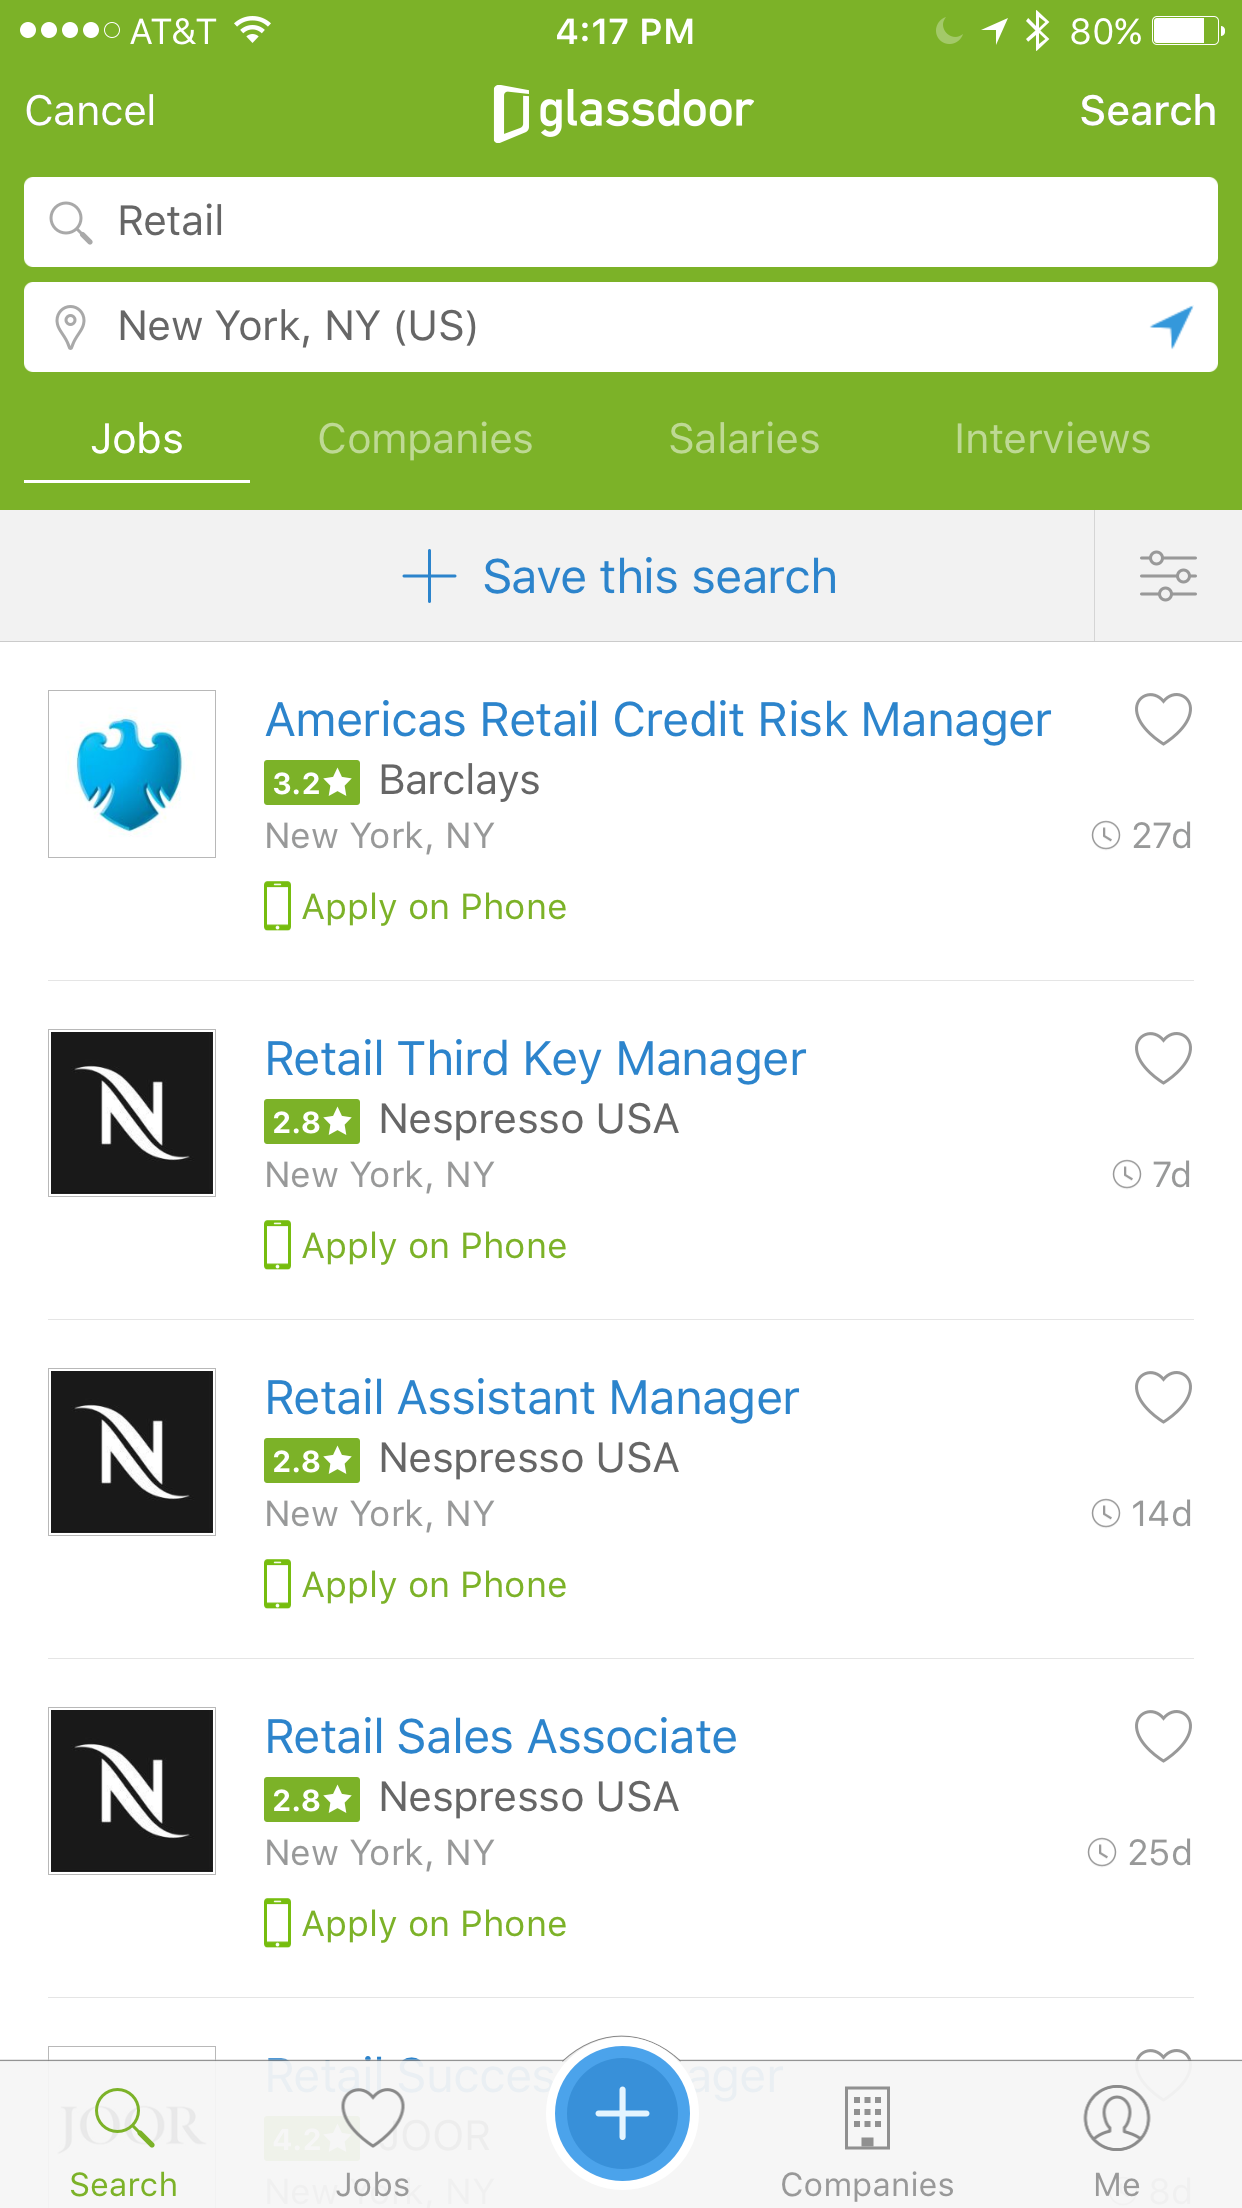 AT&T 4:17 PM 80%
Cancel glassdoor Search
Retail
New York, NY (US)
Jobs Companies Salaries Interviews
Save this search
Americas Retail Credit Risk Manager
3.2★ Barclays
New York, NY 27d
Apply on Phone
Retail Third Key Manager
2.8★ Nespresso USA
New York, NY 7d
Apply on Phone
Retail Assistant Manager
2.8★ Nespresso USA
New York, NY 14d
Apply on Phone
Retail Sales Associate
2.8★ Nespresso USA
New York, NY 25d
Apply on Phone
Retail Success Manager
JOOR 4.2★ JOOR
New York, NY 8d
Search Jobs Companies Me